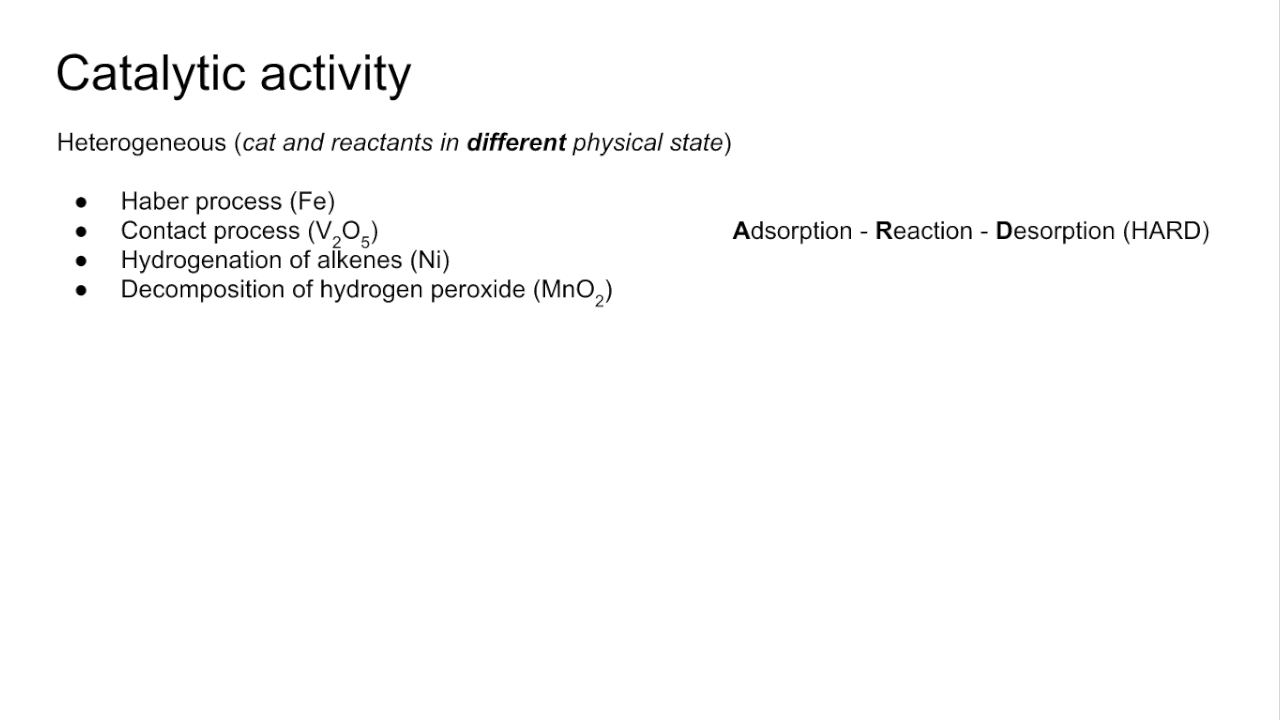 Catalytic activity
Heterogeneous (cat and reactants in different physical state)
● Haber process (Fe)
● Contact process (V₂O₅)
● Hydrogenation of alkenes (Ni)
● Decomposition of hydrogen peroxide (MnO₂)
Adsorption - Reaction - Desorption (HARD)